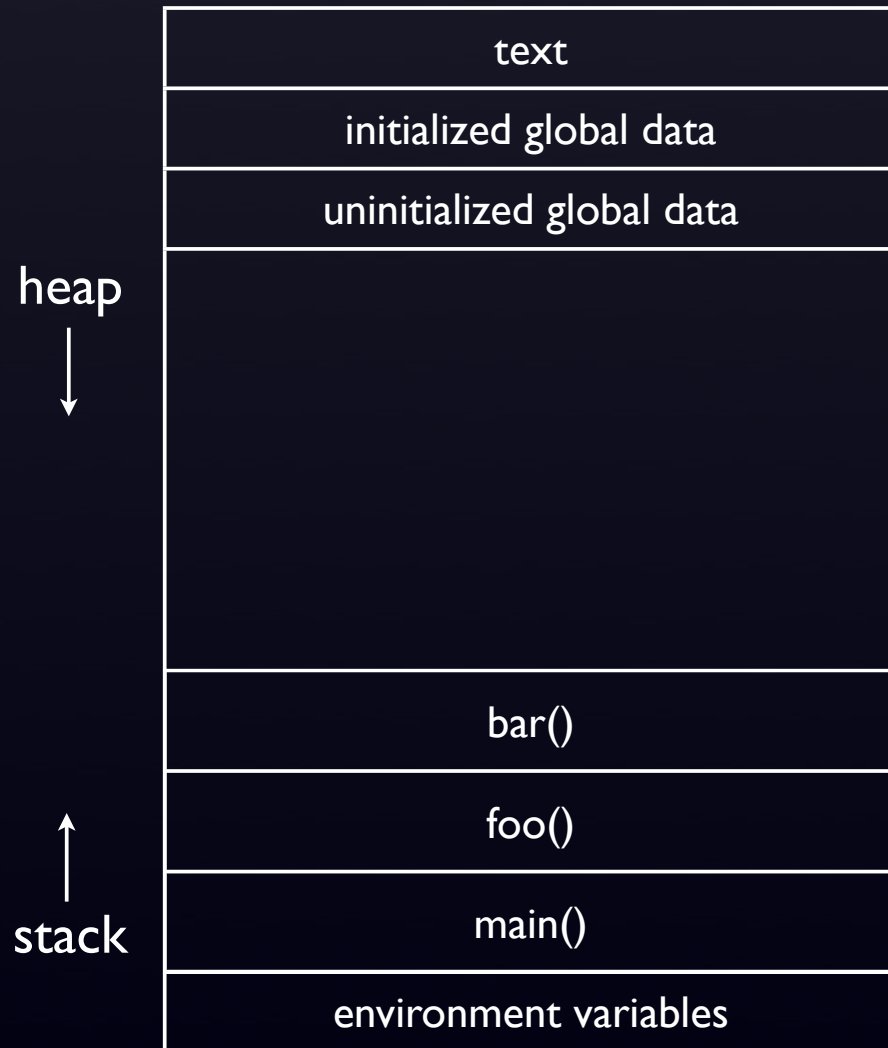 text
initialized global data
uninitialized global data
heap
bar()
foo()
main()
stack
environment variables